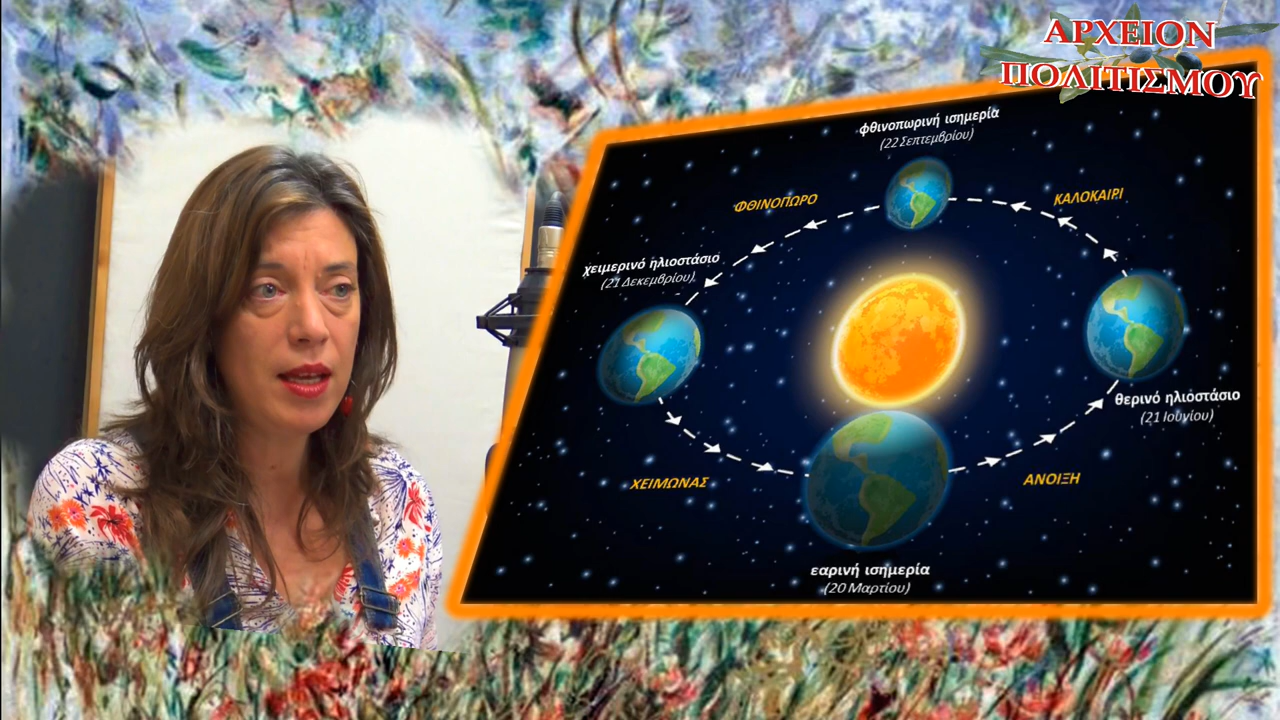 ΑΡΧΕΙΟΝ
ΠΟΛΙΤΙΣΜΟΥ
φθινοπωρινή ισημερία
(22 Σεπτεμβρίου)
ΦΘΙΝΟΠΩΡΟ
ΚΑΛΟΚΑΙΡΙ
χειμερινό ηλιοστάσιο
(21 Δεκεμβρίου)
θερινό ηλιοστάσιο
(21 Ιουνίου)
ΧΕΙΜΩΝΑΣ
ΑΝΟΙΞΗ
εαρινή ισημερία
(20 Μαρτίου)